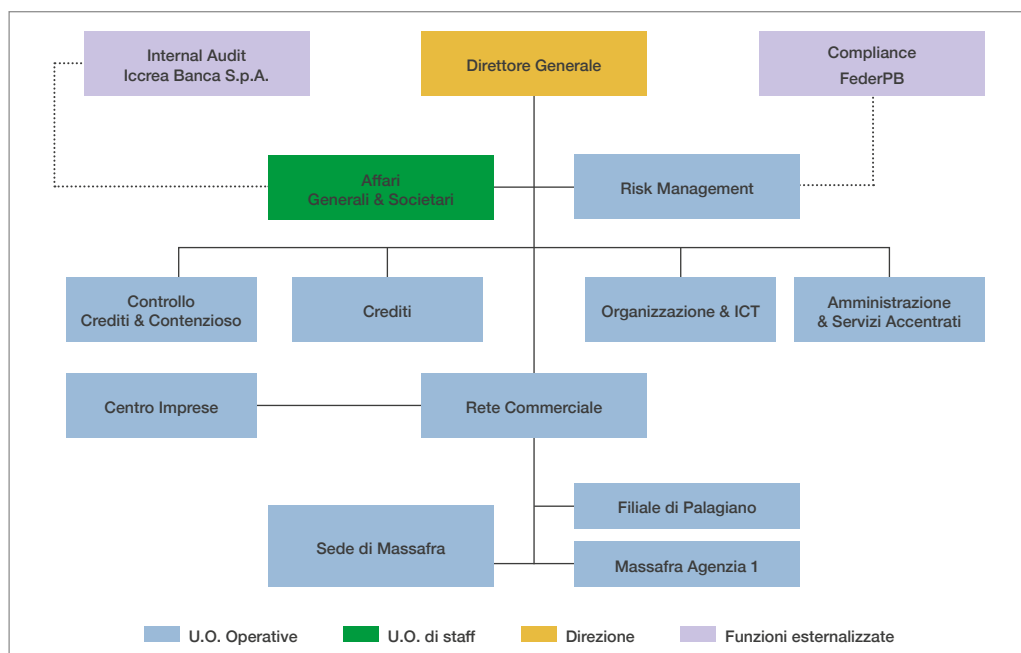 Internal Audit
Iccrea Banca S.p.A.
Direttore Generale
Compliance
FederPB
Affari
Generali & Societari
Risk Management
Controllo
Crediti & Contenzioso
Crediti
Organizzazione & ICT
Amministrazione
& Servizi Accentrati
Centro Imprese
Rete Commerciale
Filiale di Palagiano
Sede di Massafra
Massafra Agenzia 1
U.O. Operative
U.O. di staff
Direzione
Funzioni esternalizzate